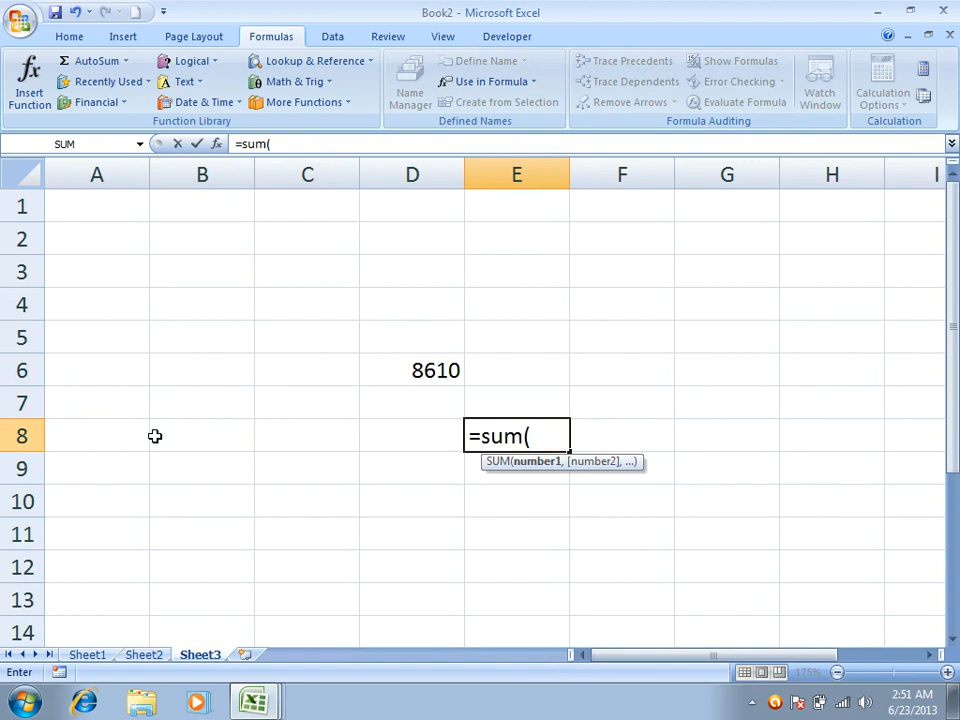 Book2 - Microsoft Excel
Home Insert Page Layout Formulas Data Review View Developer
fx Insert Function
Σ AutoSum
Recently Used
Financial
Logical
Text
Date & Time
Lookup & Reference
Math & Trig
More Functions
Function Library
Name Manager
Define Name
Use in Formula
Create from Selection
Defined Names
Trace Precedents
Trace Dependents
Remove Arrows
Show Formulas
Error Checking
Evaluate Formula
Formula Auditing
Watch Window
Calculation Options
Calculation
SUM fx =sum(
A B C D E F G H I
1
2
3
4
5
6 8610
7
8 =sum(
SUM(number1, [number2], ...)
9
10
11
12
13
14
Sheet1 Sheet2 Sheet3
Enter 175%
2:51 AM
6/23/2013